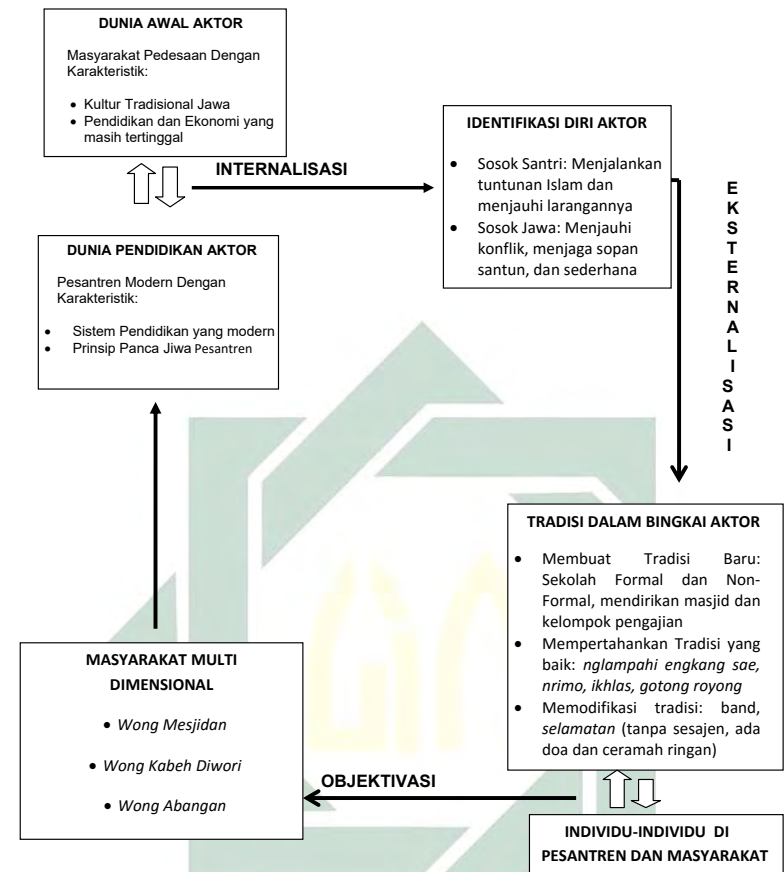 DUNIA AWAL AKTOR
Masyarakat Pedesaan Dengan
Karakteristik:
• Kultur Tradisional Jawa
• Pendidikan dan Ekonomi yang
masih tertinggal
INTERNALISASI
IDENTIFIKASI DIRI AKTOR
• Sosok Santri: Menjalankan
tuntunan Islam dan
menjauhi larangannya
• Sosok Jawa: Menjauhi
konflik, menjaga sopan
santun, dan sederhana
E
K
S
T
E
R
N
A
L
I
S
A
S
I
DUNIA PENDIDIKAN AKTOR
Pesantren Modern Dengan
Karakteristik:
• Sistem Pendidikan yang modern
• Prinsip Panca Jiwa Pesantren
TRADISI DALAM BINGKAI AKTOR
• Membuat Tradisi Baru:
Sekolah Formal dan Non-
Formal, mendirikan masjid dan
kelompok pengajian
• Mempertahankan Tradisi yang
baik: nglampahi engkang sae,
nrimo, ikhlas, gotong royong
• Memodifikasi tradisi: band,
selamatan (tanpa sesajen, ada
doa dan ceramah ringan)
MASYARAKAT MULTI
DIMENSIONAL
• Wong Mesjidan
• Wong Kabeh Diwori
• Wong Abangan
OBJEKTIVASI
INDIVIDU-INDIVIDU DI
PESANTREN DAN MASYARAKAT